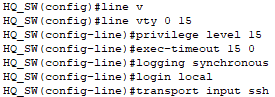 HQ_SW(config)#line v
HQ_SW(config)#line vty 0 15
HQ_SW(config-line)#privilege level 15
HQ_SW(config-line)#exec-timeout 15 0
HQ_SW(config-line)#logging synchronous
HQ_SW(config-line)#login local
HQ_SW(config-line)#transport input ssh